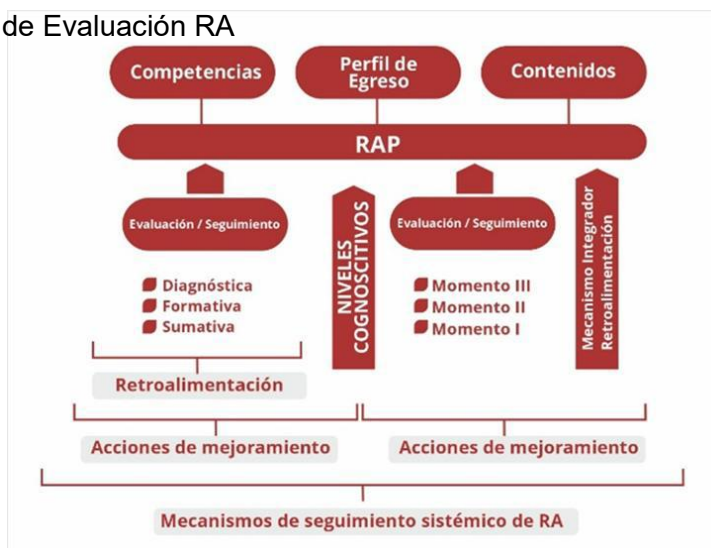 de Evaluación RA
Competencias
Perfil de
Egreso
Contenidos
RAP
Evaluación / Seguimiento
Diagnóstica
Formativa
Sumativa
Retroalimentación
NIVELES
COGNOSCITIVOS
Evaluación / Seguimiento
Momento III
Momento II
Momento I
Mecanismo Integrador
Retroalimentación
Acciones de mejoramiento
Acciones de mejoramiento
Mecanismos de seguimiento sistémico de RA